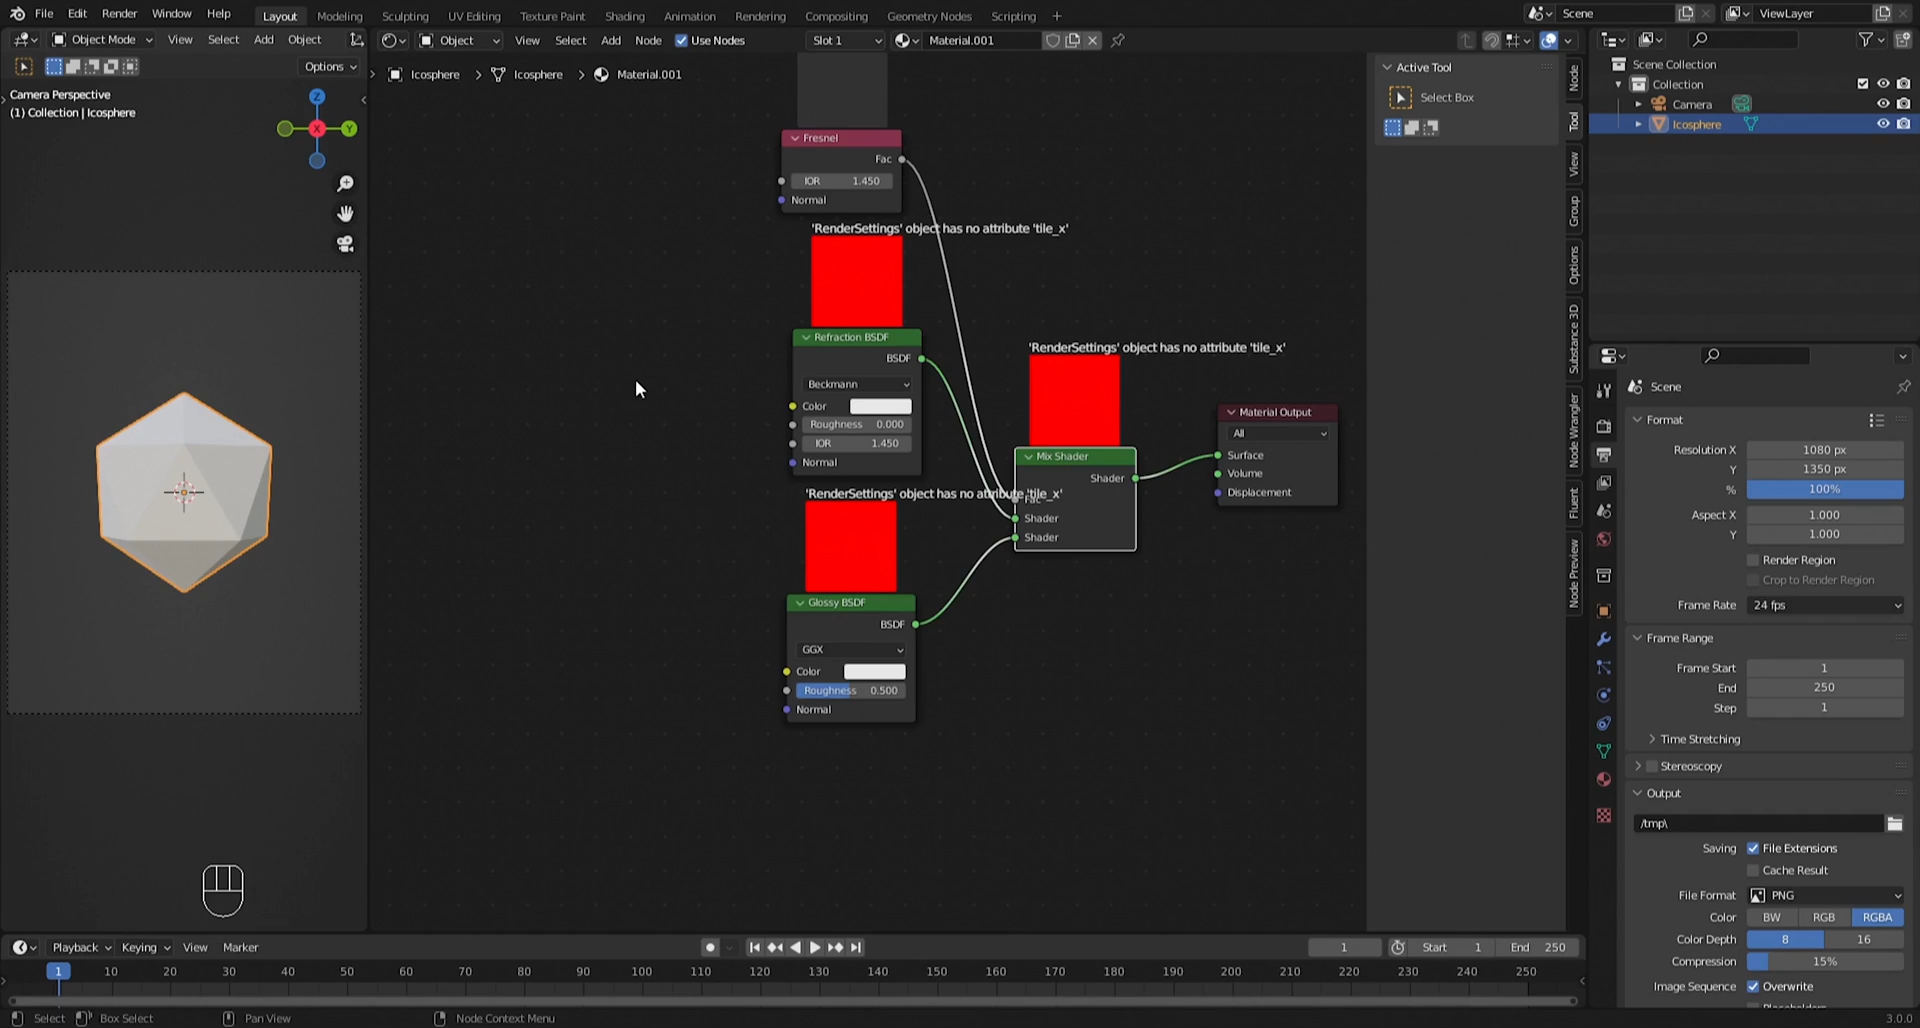 File Edit Render Window Help Layout Modeling Sculpting UV Editing Texture Paint Shading Animation Rendering Compositing Geometry Nodes Scripting + Scene ViewLayer
Object Mode View Select Add Object Object View Select Add Node Use Nodes Slot 1 Material.001
Options
Icosphere > Icosphere > Material.001
Camera Perspective
(1) Collection | Icosphere
Z
X
Y
Fresnel
Fac
IOR 1.450
Normal
'RenderSettings' object has no attribute 'tile_x'
Refraction BSDF
BSDF
Beckmann
Color
Roughness 0.000
IOR 1.450
Normal
'RenderSettings' object has no attribute 'tile_x'
Glossy BSDF
BSDF
GGX
Color
Roughness 0.500
Normal
'RenderSettings' object has no attribute 'tile_x'
Mix Shader
Shader
Fac
Shader
Shader
Material Output
All
Surface
Volume
Displacement
Active Tool
Select Box
Node
Tool
View
Group
Options
Substance 3D
Node Wrangler
Fluent
Node Preview
Scene Collection
Collection
Camera
Icosphere
Scene
Format
Resolution X 1080 px
Y 1350 px
% 100%
Aspect X 1.000
Y 1.000
Render Region
Crop to Render Region
Frame Rate 24 fps
Frame Range
Frame Start 1
End 250
Step 1
Time Stretching
Stereoscopy
Output
/tmp\
Saving File Extensions
Cache Result
File Format PNG
Color BW RGB RGBA
Color Depth 8 16
Compression 15%
Image Sequence Overwrite
Playback Keying View Marker 1 Start 1 End 250
1 10 20 30 40 50 60 70 80 90 100 110 120 130 140 150 160 170 180 190 200 210 220 230 240 250
Select Box Select Pan View Node Context Menu 3.0.0